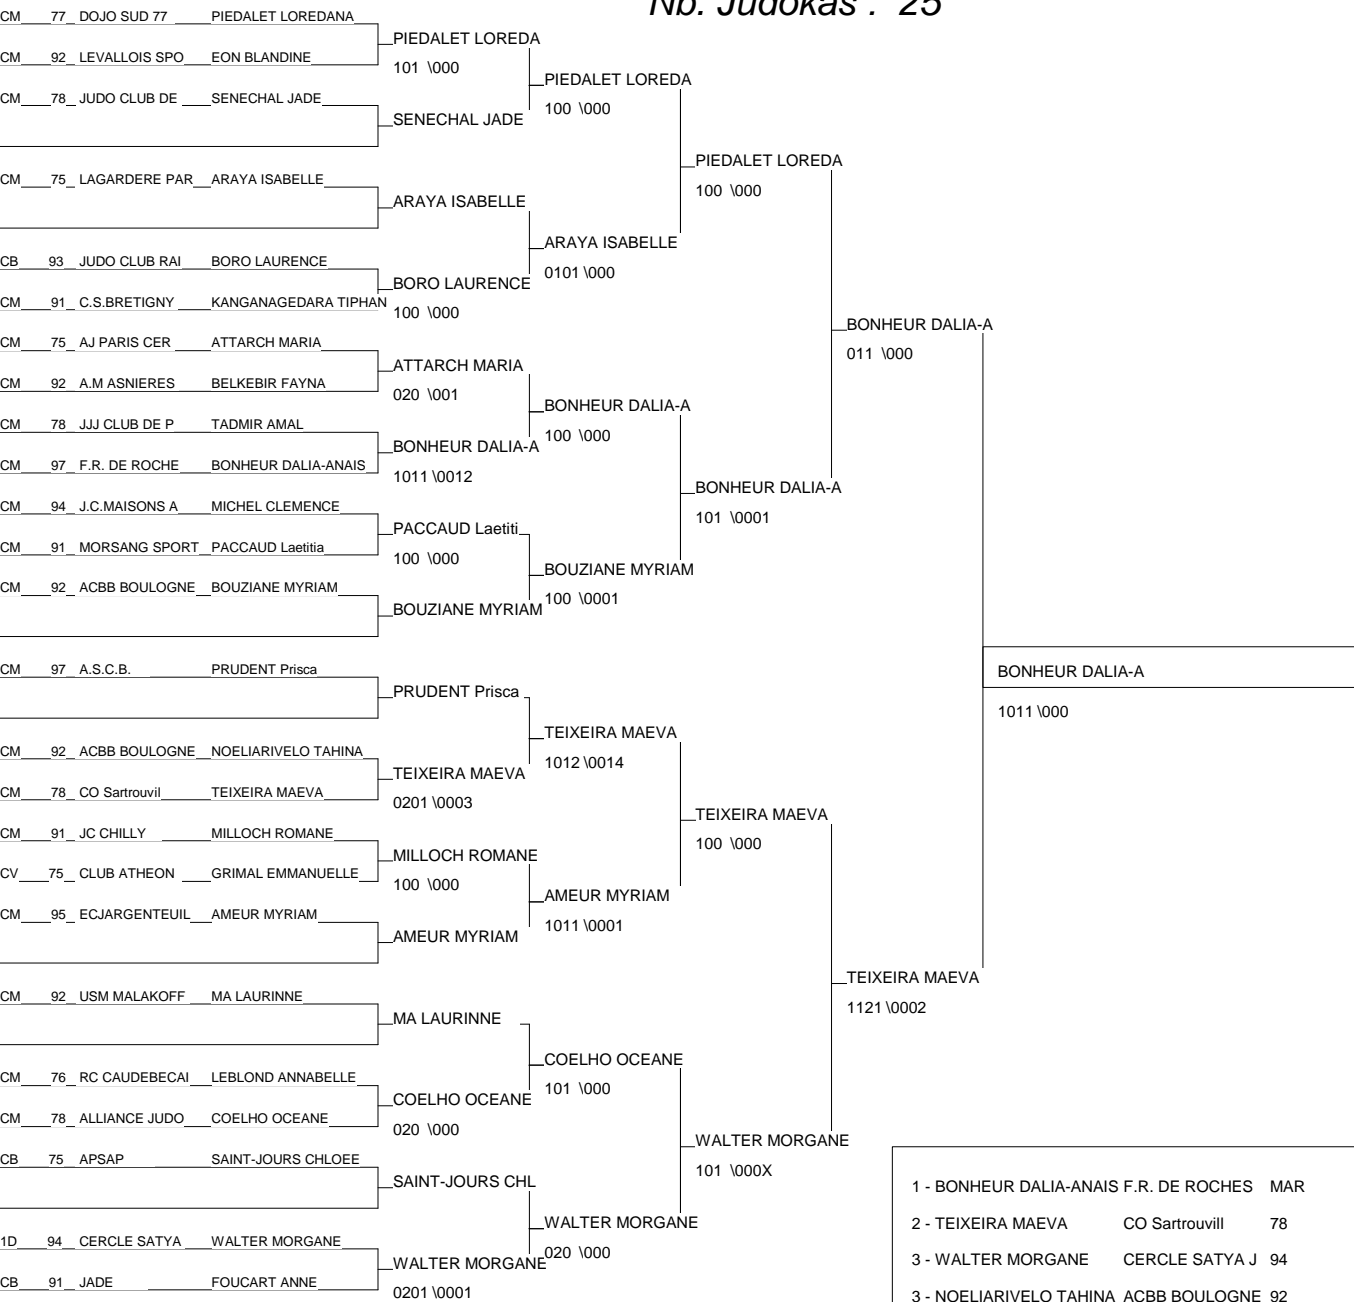 Nb. Judokas : 25
CM 77 DOJO SUD 77 PIEDALET LOREDANA
CM 92 LEVALLOIS SPO EON BLANDINE
CM 78 JUDO CLUB DE SENECHAL JADE
CM 75 LAGARDERE PAR ARAYA ISABELLE
CB 93 JUDO CLUB RAI BORO LAURENCE
CM 91 C.S.BRETIGNY KANGANAGEDARA TIPHAN
CM 75 AJ PARIS CER ATTARCH MARIA
CM 92 A.M ASNIERES BELKEBIR FAYNA
CM 78 JJJ CLUB DE P TADMIR AMAL
CM 97 F.R. DE ROCHE BONHEUR DALIA-ANAIS
CM 94 J.C.MAISONS A MICHEL CLEMENCE
CM 91 MORSANG SPORT PACCAUD Laetitia
CM 92 ACBB BOULOGNE BOUZIANE MYRIAM
CM 97 A.S.C.B. PRUDENT Prisca
CM 92 ACBB BOULOGNE NOELIARIVELO TAHINA
CM 78 CO Sartrouvil TEIXEIRA MAEVA
CM 91 JC CHILLY MILLOCH ROMANE
CV 75 CLUB ATHEON GRIMAL EMMANUELLE
CM 95 ECJARGENTEUIL AMEUR MYRIAM
CM 92 USM MALAKOFF MA LAURINNE
CM 76 RC CAUDEBECAI LEBLOND ANNABELLE
CM 78 ALLIANCE JUDO COELHO OCEANE
CB 75 APSAP SAINT-JOURS CHLOEE
1D 94 CERCLE SATYA WALTER MORGANE
CB 91 JADE FOUCART ANNE
PIEDALET LOREDA
101 \000
SENECHAL JADE
ARAYA ISABELLE
BORO LAURENCE
100 \000
ATTARCH MARIA
020 \001
BONHEUR DALIA-A
1011 \0012
PACCAUD Laetiti
100 \000
BOUZIANE MYRIAM
PRUDENT Prisca
TEIXEIRA MAEVA
0201 \0003
MILLOCH ROMANE
100 \000
AMEUR MYRIAM
MA LAURINNE
COELHO OCEANE
020 \000
SAINT-JOURS CHL
WALTER MORGANE
0201 \0001
PIEDALET LOREDA
100 \000
ARAYA ISABELLE
0101 \000
BONHEUR DALIA-A
100 \000
BOUZIANE MYRIAM
100 \0001
TEIXEIRA MAEVA
1012 \0014
AMEUR MYRIAM
1011 \0001
COELHO OCEANE
101 \000
WALTER MORGANE
020 \000
PIEDALET LOREDA
100 \000
BONHEUR DALIA-A
101 \0001
TEIXEIRA MAEVA
100 \000
WALTER MORGANE
101 \000X
BONHEUR DALIA-A
011 \000
TEIXEIRA MAEVA
1121 \0002
BONHEUR DALIA-A
1011 \000
1 - BONHEUR DALIA-ANAIS F.R. DE ROCHES MAR
2 - TEIXEIRA MAEVA CO Sartrouvill 78
3 - WALTER MORGANE CERCLE SATYA J 94
3 - NOELIARIVELO TAHINA ACBB BOULOGNE 92